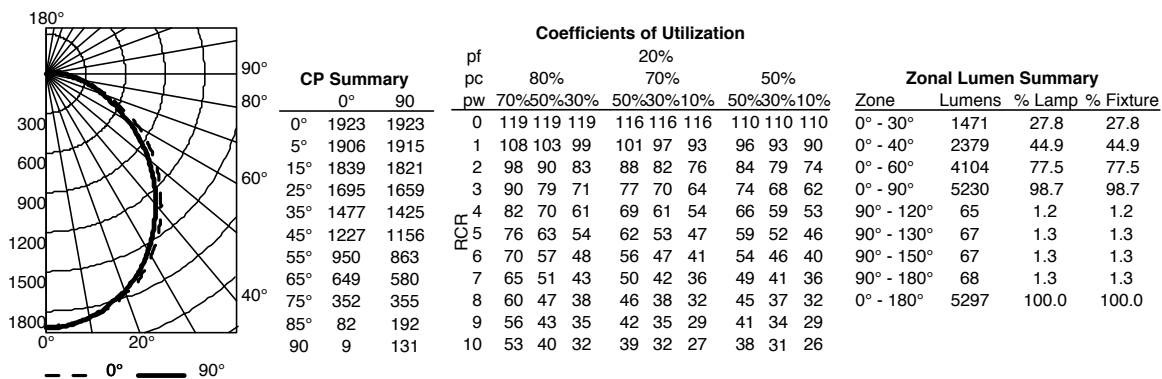 180°
90°
80°
60°
40°
300
600
900
1200
1500
1800
0° 20°
0° 90°
CP Summary
0° 90
0° 1923 1923
5° 1906 1915
15° 1839 1821
25° 1695 1659
35° 1477 1425
45° 1227 1156
55° 950 863
65° 649 580
75° 352 355
85° 82 192
90 9 131
Coefficients of Utilization
pf 20%
pc 80% 70% 50%
pw 70%50%30% 50%30%10% 50%30%10%
RCR
0 119 119 119 116 116 116 110 110 110
1 108 103 99 101 97 93 96 93 90
2 98 90 83 88 82 76 84 79 74
3 90 79 71 77 70 64 74 68 62
4 82 70 61 69 61 54 66 59 53
5 76 63 54 62 53 47 59 52 46
6 70 57 48 56 47 41 54 46 40
7 65 51 43 50 42 36 49 41 36
8 60 47 38 46 38 32 45 37 32
9 56 43 35 42 35 29 41 34 29
10 53 40 32 39 32 27 38 31 26
Zonal Lumen Summary
Zone Lumens % Lamp % Fixture
0° - 30° 1471 27.8 27.8
0° - 40° 2379 44.9 44.9
0° - 60° 4104 77.5 77.5
0° - 90° 5230 98.7 98.7
90° - 120° 65 1.2 1.2
90° - 130° 67 1.3 1.3
90° - 150° 67 1.3 1.3
90° - 180° 68 1.3 1.3
0° - 180° 5297 100.0 100.0